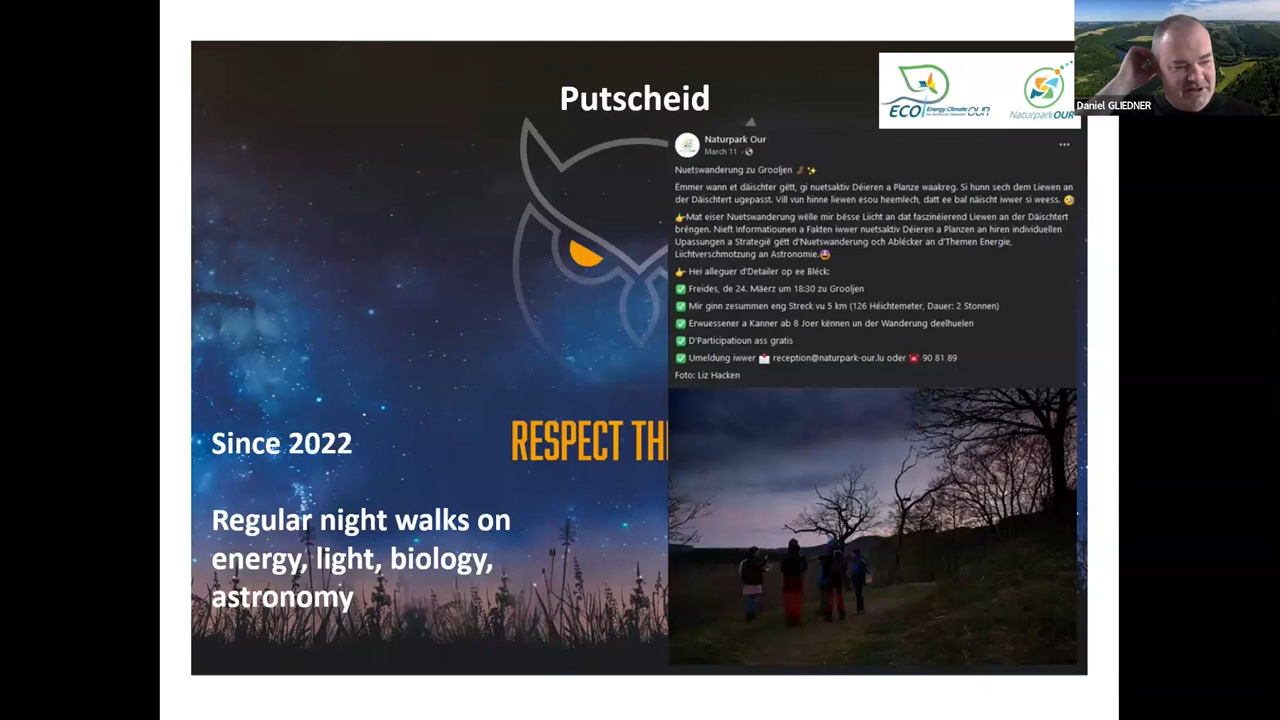 Putscheid
ECO Energy Climate OUR
NaturparkOUR
Daniel GLIEDNER
Naturpark Our
March 11
Nuetswanderung zu Grooljen
Ëmmer wann et däischter gëtt, gi nuetsaktiv Déieren a Planze waakreg. Si hunn sech dem Liewen an
der Däischtert ugepasst. Vill vun hinne liewen esou heemlech, datt ee bal näischt iwwer si weess.
Mat eiser Nuetswanderung wëlle mir bësse Liicht an dat faszinéierend Liewen an der Däischtert
bréngen. Nieft Informatiounen a Fakten iwwer nuetsaktiv Déieren a Planzen an hiren individuellen
Upassungen a Strategië gëtt d'Nuetswanderung och Ablécker an d'Themen Energie,
Liichtverschmotzung an Astronomie.
Hei alleguer d'Detailer op ee Bléck:
Freides, de 24. Mäerz um 18:30 zu Grooljen
Mir ginn zesummen eng Streck vu 5 km (126 Héichtemeter, Dauer: 2 Stonnen)
Erwuessener a Kanner ab 8 Joer kënnen un der Wanderung deelhuelen
D'Participatioun ass gratis
Umeldung iwwer reception@naturpark-our.lu oder 90 81 89
Foto: Liz Hacken
RESPECT TH
Since 2022
Regular night walks on
energy, light, biology,
astronomy